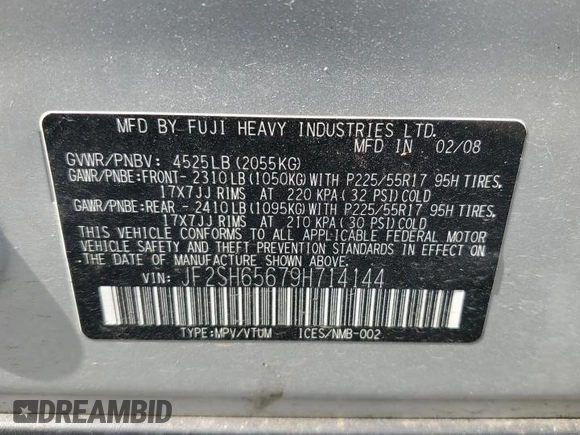 MFD BY FUJI HEAVY INDUSTRIES LTD.
MFD. IN 02/08
GVWR/PNBV: 4525LB(2055KG)
GAWR/PNBE:FRONT- 2310LB(1050KG)WITH P225/55R17 95H TIRES,
17X7JJ RIMS AT 220 KPA(32 PSI)COLD
GAWR/PNBE:REAR -2410LB(1095KG)WITH P225/55R17 95H TIRES,
17X7JJ RIMS AT 210 KPA(30 PSI)COLD
THIS VEHICLE CONFORMS TO ALL APPLICABLE FEDERAL MOTOR
VEHICLE SAFETY AND THEFT PREVENTION STANDARDS IN EFFECT
ON THE DATE OF MANUFACTURE SHOWN ABOVE.
VIN: JF2SH65679H714144
TYPE:MPV/VTUM ICES/NMB-002
DREAMBID